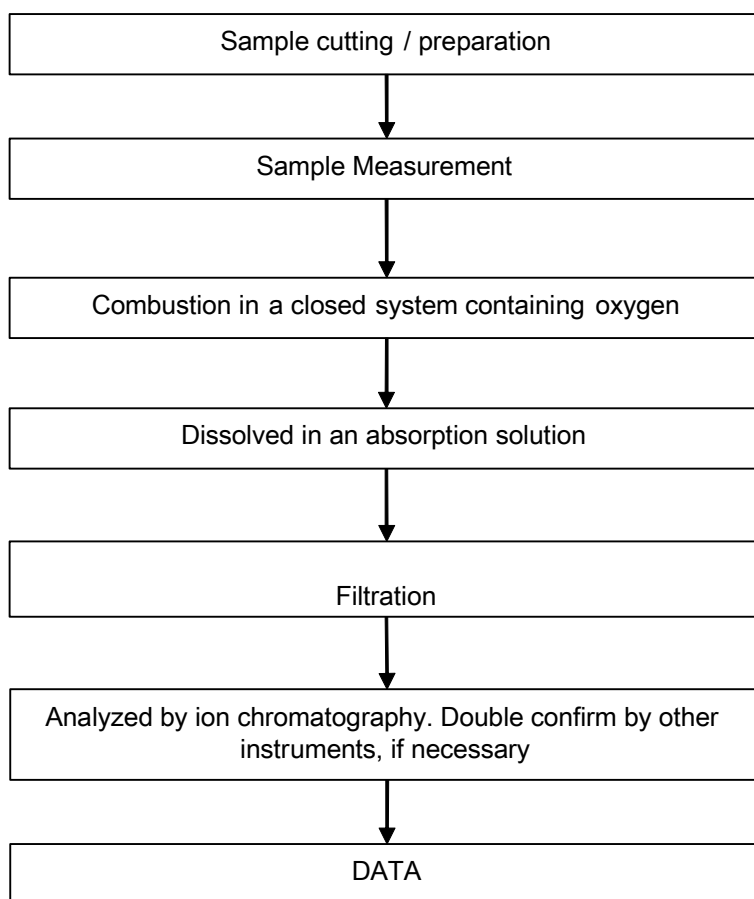 Sample cutting / preparation
Sample Measurement
Combustion in a closed system containing oxygen
Dissolved in an absorption solution
Filtration
Analyzed by ion chromatography. Double confirm by other
instruments, if necessary
DATA